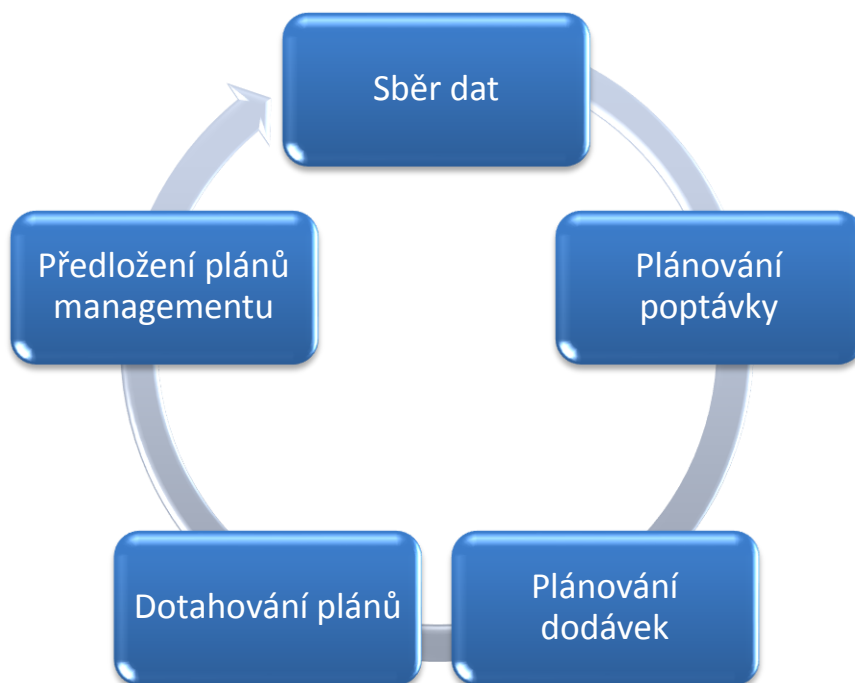 Sběr dat
Plánování
poptávky
Plánování
dodávek
Dotahování plánů
Předložení plánů
managementu